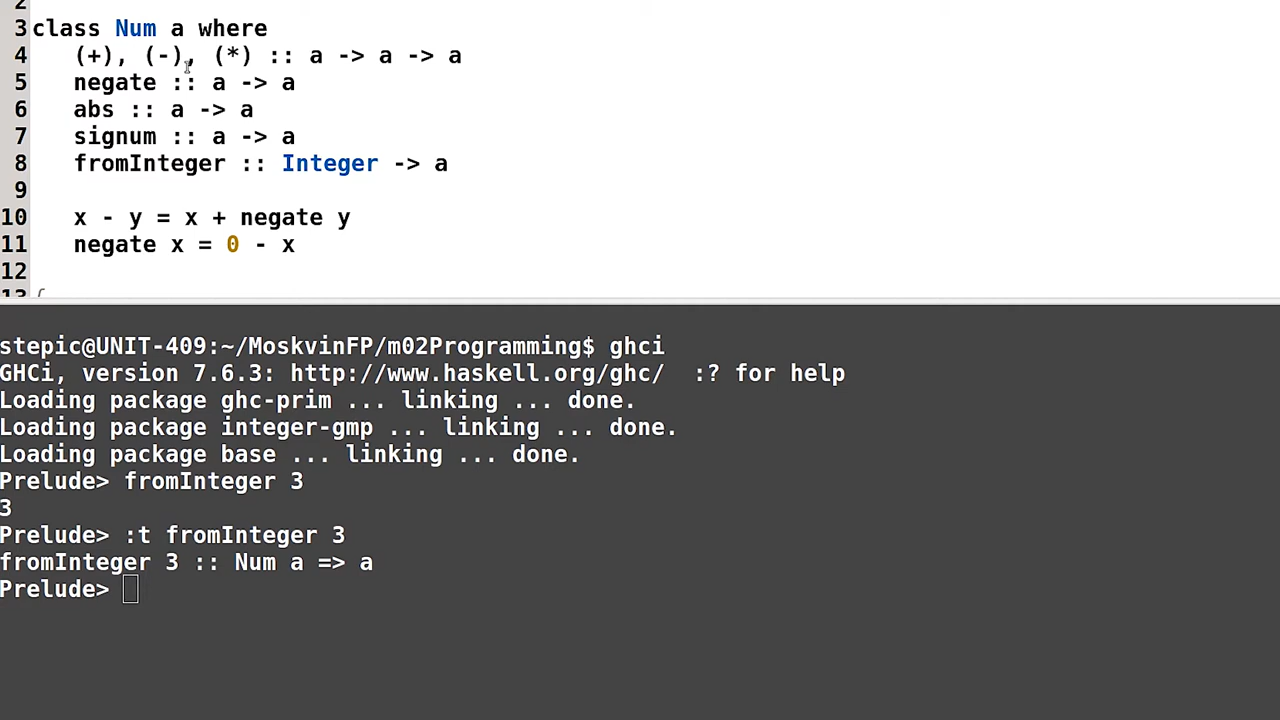 2
3 class Num a where
4 (+), (-), (*) :: a -> a -> a
5 negate :: a -> a
6 abs :: a -> a
7 signum :: a -> a
8 fromInteger :: Integer -> a
9
10 x - y = x + negate y
11 negate x = 0 - x
12
13 {
stepic@UNIT-409:~/MoskvinFP/m02Programming$ ghci
GHCi, version 7.6.3: http://www.haskell.org/ghc/  :? for help
Loading package ghc-prim ... linking ... done.
Loading package integer-gmp ... linking ... done.
Loading package base ... linking ... done.
Prelude> fromInteger 3
3
Prelude> :t fromInteger 3
fromInteger 3 :: Num a => a
Prelude>